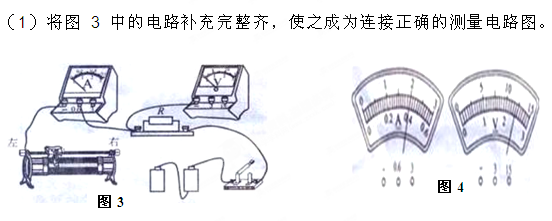 （1）将图 3 中的电路补充完整齐，使之成为连接正确的测量电路图。
A
V
R
左
右
图 3
0 1 2 3
0 0.2 0.4 0.6
A
- 0.6 3
0 5 10 15
0 1 2 3
V
- 3 15
图 4